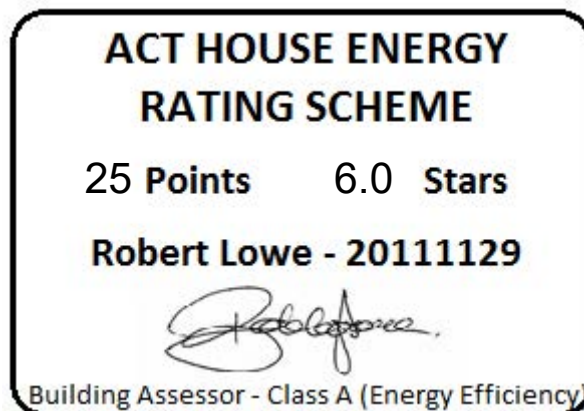 ACT HOUSE ENERGY
RATING SCHEME
25 Points 6.0 Stars
Robert Lowe - 20111129
Building Assessor - Class A (Energy Efficiency)